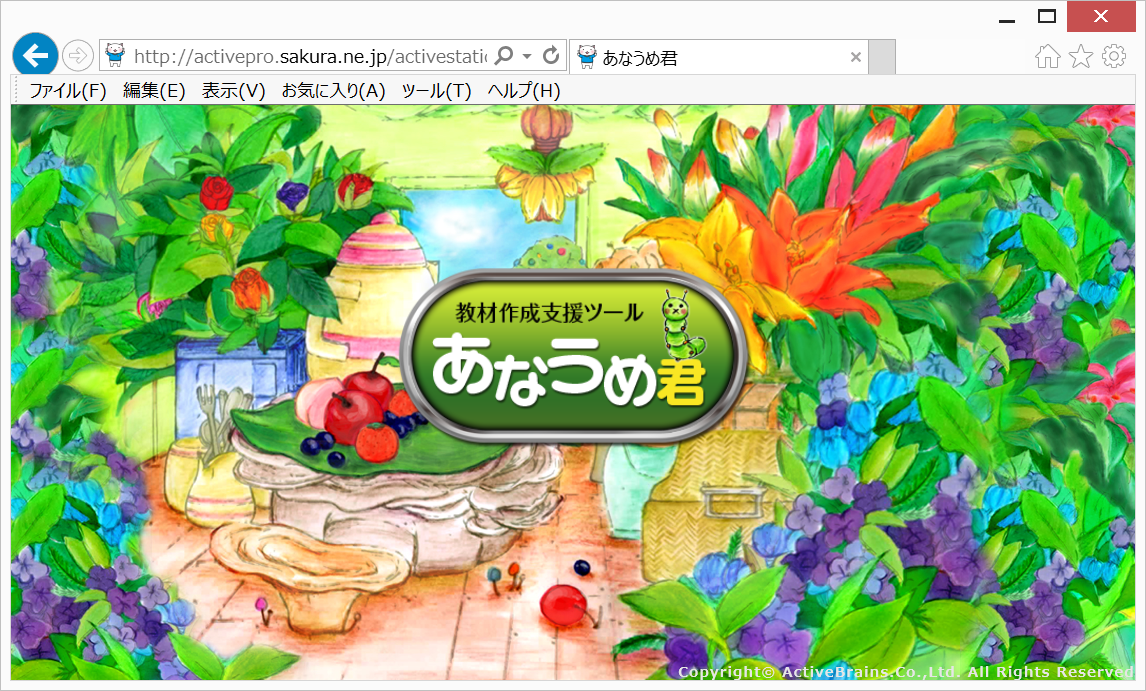 http://activepro.sakura.ne.jp/activestatic
あなうめ君
ファイル(F) 編集(E) 表示(V) お気に入り(A) ツール(T) ヘルプ(H)
教材作成支援ツール
あなうめ君
Copyright© ActiveBrains.Co.,Ltd. All Rights Reserved